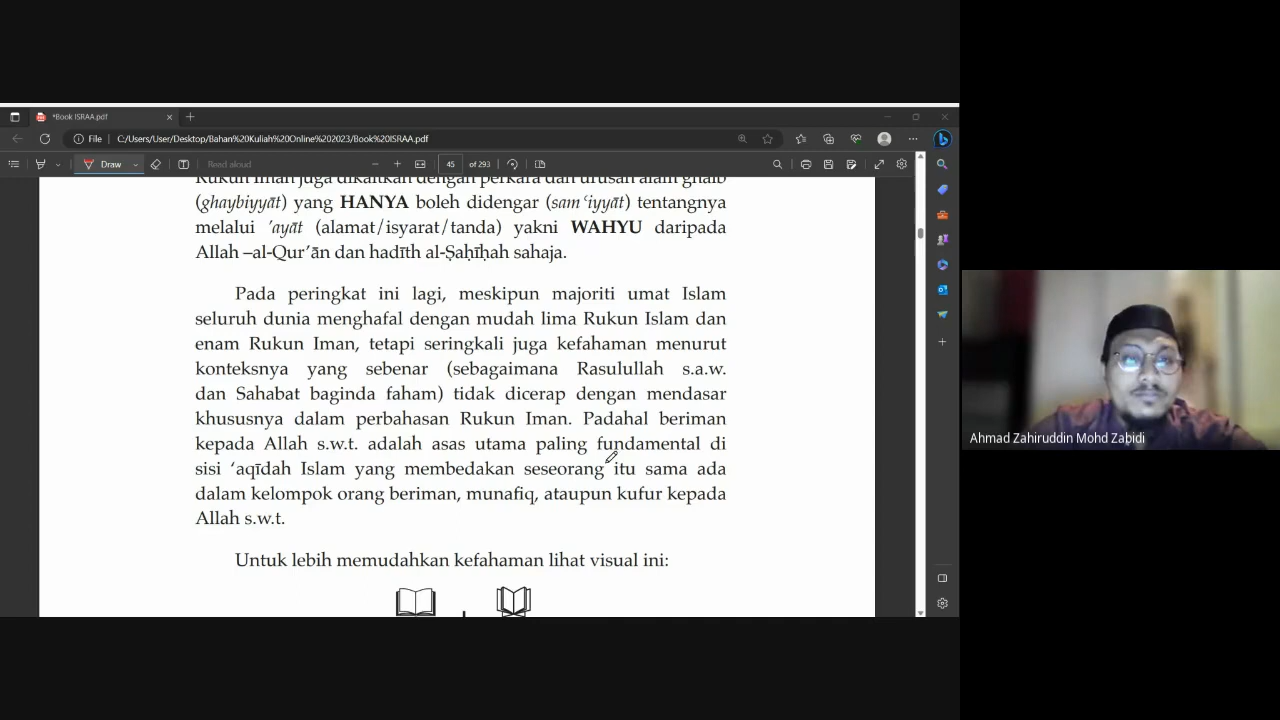 *Book ISRAA.pdf
File
C:/Users/User/Desktop/Bahan%20Kuliah%20Online%202023/Book%20ISRAA.pdf
Draw
Read aloud
45
of 293
Rukun Iman juga dikaitkan dengan perkara dan urusan alam ghaib
(ghaybiyyāt) yang HANYA boleh didengar (samʿiyyāt) tentangnya
melalui ’ayāt (alamat/isyarat/tanda) yakni WAHYU daripada
Allah –al-Qur’ān dan hadīth al-Ṣaḥīḥah sahaja.
Pada peringkat ini lagi, meskipun majoriti umat Islam
seluruh dunia menghafal dengan mudah lima Rukun Islam dan
enam Rukun Iman, tetapi seringkali juga kefahaman menurut
konteksnya yang sebenar (sebagaimana Rasulullah s.a.w.
dan Sahabat baginda faham) tidak dicerap dengan mendasar
khususnya dalam perbahasan Rukun Iman. Padahal beriman
kepada Allah s.w.t. adalah asas utama paling fundamental di
sisi ‘aqīdah Islam yang membedakan seseorang itu sama ada
dalam kelompok orang beriman, munafiq, ataupun kufur kepada
Allah s.w.t.
Untuk lebih memudahkan kefahaman lihat visual ini:
Ahmad Zahiruddin Mohd Zabidi